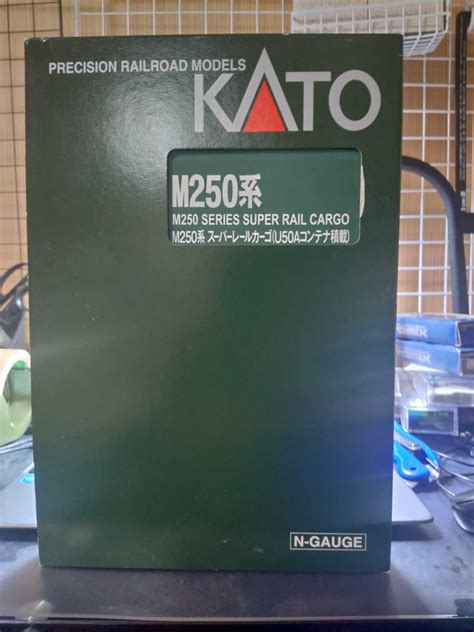 PRECISION RAILROAD MODELS
KATO
M250系
M250 SERIES SUPER RAIL CARGO
M250系 スーパーレールカーゴ(U50Aコンテナ積載)
N-GAUGE